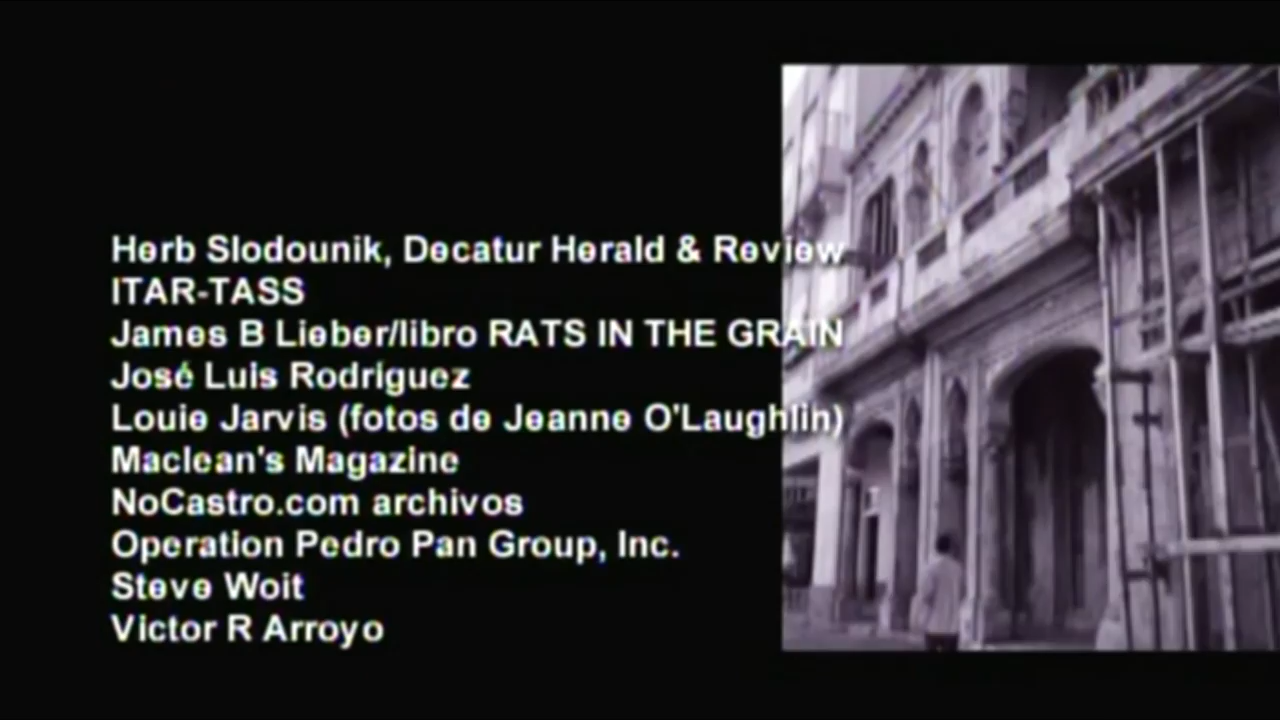 Herb Slodounik, Decatur Herald & Review
ITAR-TASS
James B Lieber/libro RATS IN THE GRAIN
José Luis Rodríguez
Louie Jarvis (fotos de Jeanne O'Laughlin)
Maclean's Magazine
NoCastro.com archivos
Operation Pedro Pan Group, Inc.
Steve Woit
Victor R Arroyo